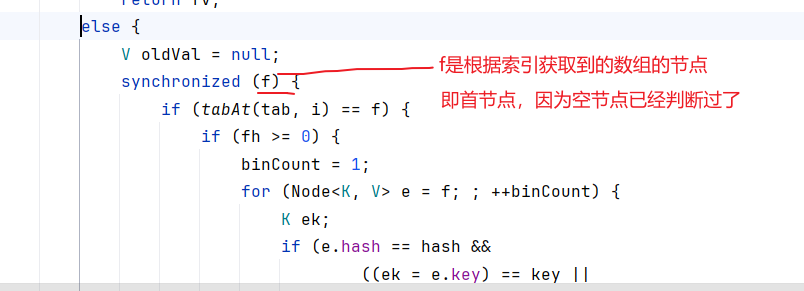 return fv;
else {
V oldVal = null;
synchronized (f) {
f是根据索引获取到的数组的节点
if (tabAt(tab, i) == f) {
即首节点，因为空节点已经判断过了
if (fh >= 0) {
binCount = 1;
for (Node<K, V> e = f; ; ++binCount) {
K ek;
if (e.hash == hash &&
((ek = e.key) == key ||